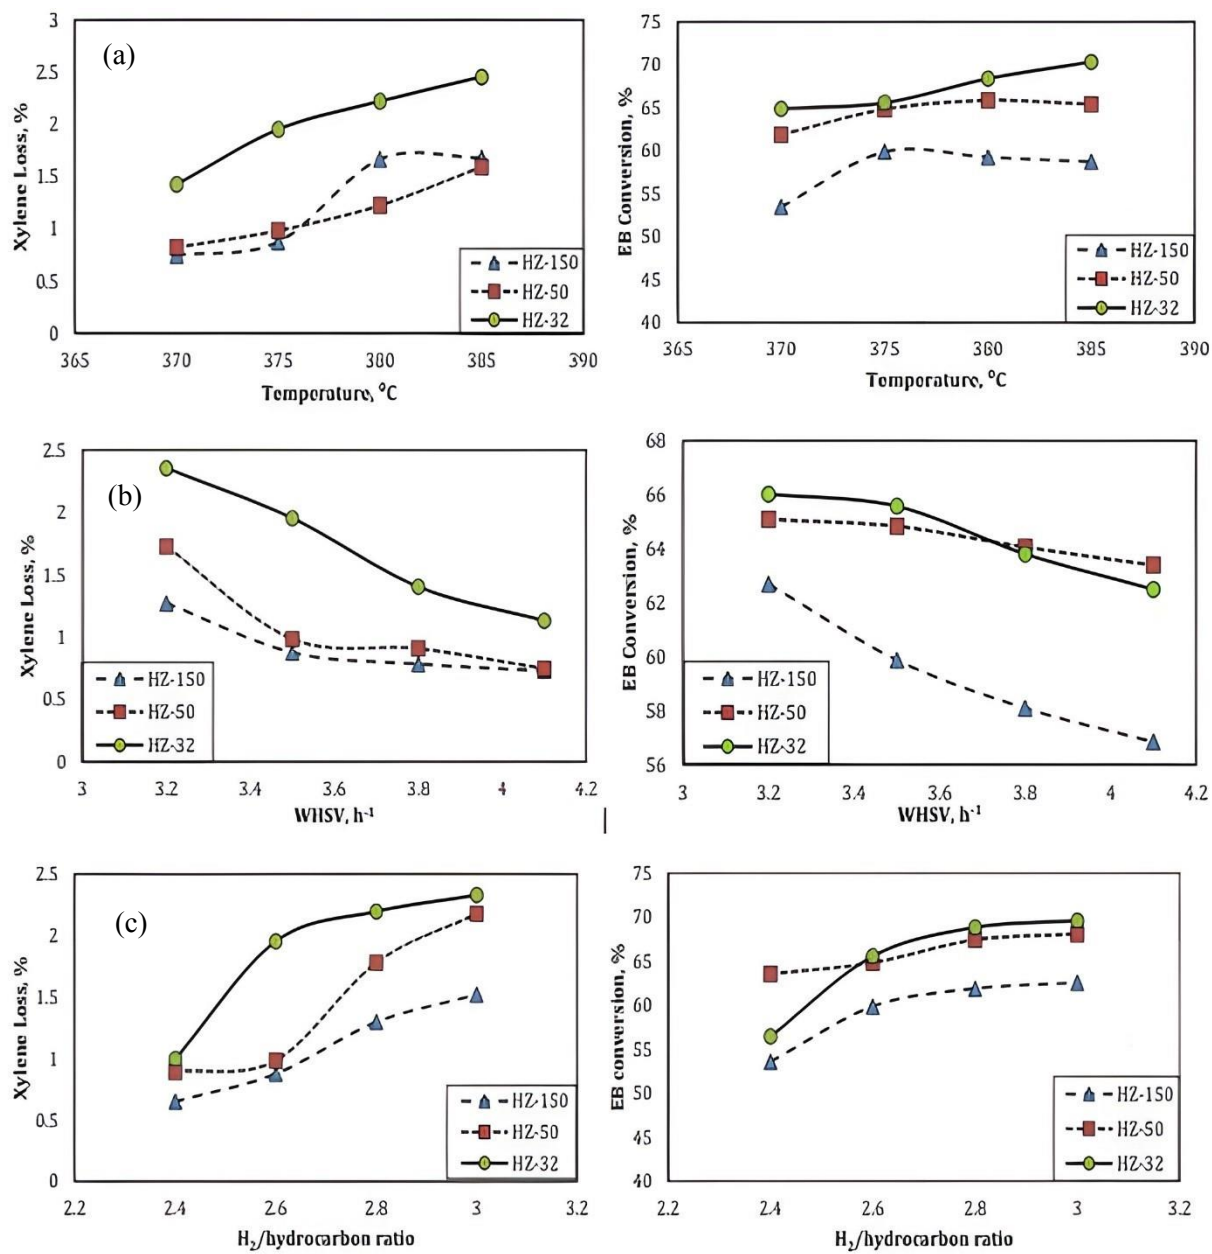 (a)
Xylene Loss, %
3
2.5
2
1.5
1
0.5
0
365 370 375 380 385 390
Temperature, ⁰C
HZ-150
HZ-50
HZ-32
EB Conversion, %
75
70
65
60
55
50
45
40
365 370 375 380 385 390
Temperature, ⁰C
HZ-150
HZ-50
HZ-32
(b)
Xylene Loss, %
2.5
2
1.5
1
0.5
0
3 3.2 3.4 3.6 3.8 4 4.2
WHSV, h⁻¹
HZ-150
HZ-50
HZ-32
EB Conversion, %
68
66
64
62
60
58
56
3 3.2 3.4 3.6 3.8 4 4.2
WHSV, h⁻¹
HZ-150
HZ-50
HZ-32
(c)
Xylene Loss, %
2.5
2
1.5
1
0.5
0
2.2 2.4 2.6 2.8 3 3.2
H₂/hydrocarbon ratio
HZ-150
HZ-50
HZ-32
EB conversion, %
75
70
65
60
55
50
45
40
2.2 2.4 2.6 2.8 3 3.2
H₂/hydrocarbon ratio
HZ-150
HZ-50
HZ-32